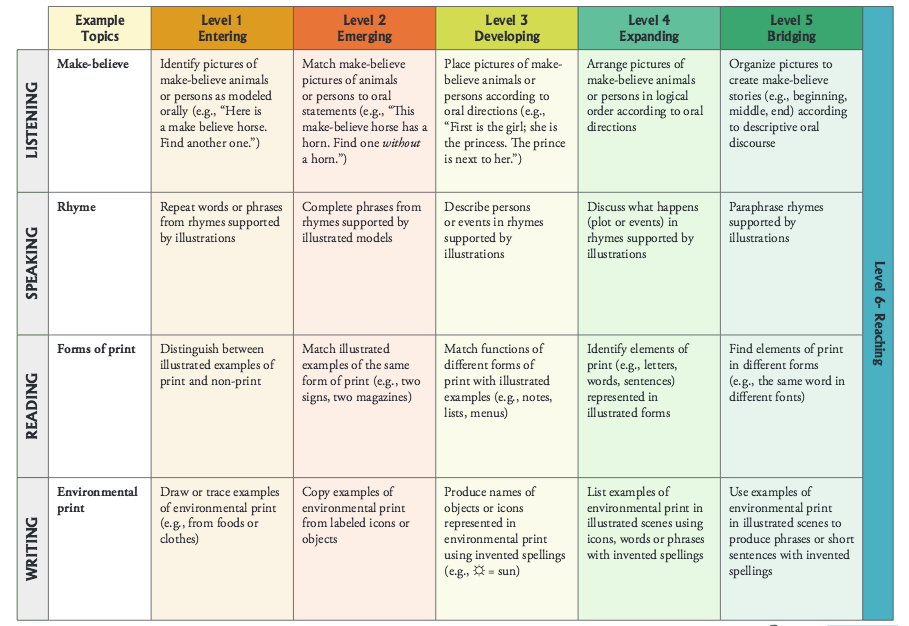 Example
Topics
Level 1
Entering
Level 2
Emerging
Level 3
Developing
Level 4
Expanding
Level 5
Bridging
LISTENING
Make-believe
Identify pictures of
make-believe animals
or persons as modeled
orally (e.g., “Here is
a make believe horse.
Find another one.”)
Match make-believe
pictures of animals
or persons to oral
statements (e.g., “This
make-believe horse has a
horn. Find one without
a horn.”)
Place pictures of make-
believe animals or
persons according to
oral directions (e.g.,
“First is the girl; she is
the princess. The prince
is next to her.”)
Arrange pictures of
make-believe animals
or persons in logical
order according to oral
directions
Organize pictures to
create make-believe
stories (e.g., beginning,
middle, end) according
to descriptive oral
discourse
SPEAKING
Rhyme
Repeat words or phrases
from rhymes supported
by illustrations
Complete phrases from
rhymes supported by
illustrated models
Describe persons
or events in rhymes
supported by
illustrations
Discuss what happens
(plot or events) in
rhymes supported by
illustrations
Paraphrase rhymes
supported by
illustrations
READING
Forms of print
Distinguish between
illustrated examples of
print and non-print
Match illustrated
examples of the same
form of print (e.g., two
signs, two magazines)
Match functions of
different forms of
print with illustrated
examples (e.g., notes,
lists, menus)
Identify elements of
print (e.g., letters,
words, sentences)
represented in
illustrated forms
Find elements of print
in different forms
(e.g., the same word in
different fonts)
WRITING
Environmental
print
Draw or trace examples
of environmental print
(e.g., from foods or
clothes)
Copy examples of
environmental print
from labeled icons or
objects
Produce names of
objects or icons
represented in
environmental print
using invented spellings
(e.g., ☼ = sun)
List examples of
environmental print in
illustrated scenes using
icons, words or phrases
with invented spellings
Use examples of
environmental print
in illustrated scenes to
produce phrases or short
sentences with invented
spellings
Level 6- Reaching